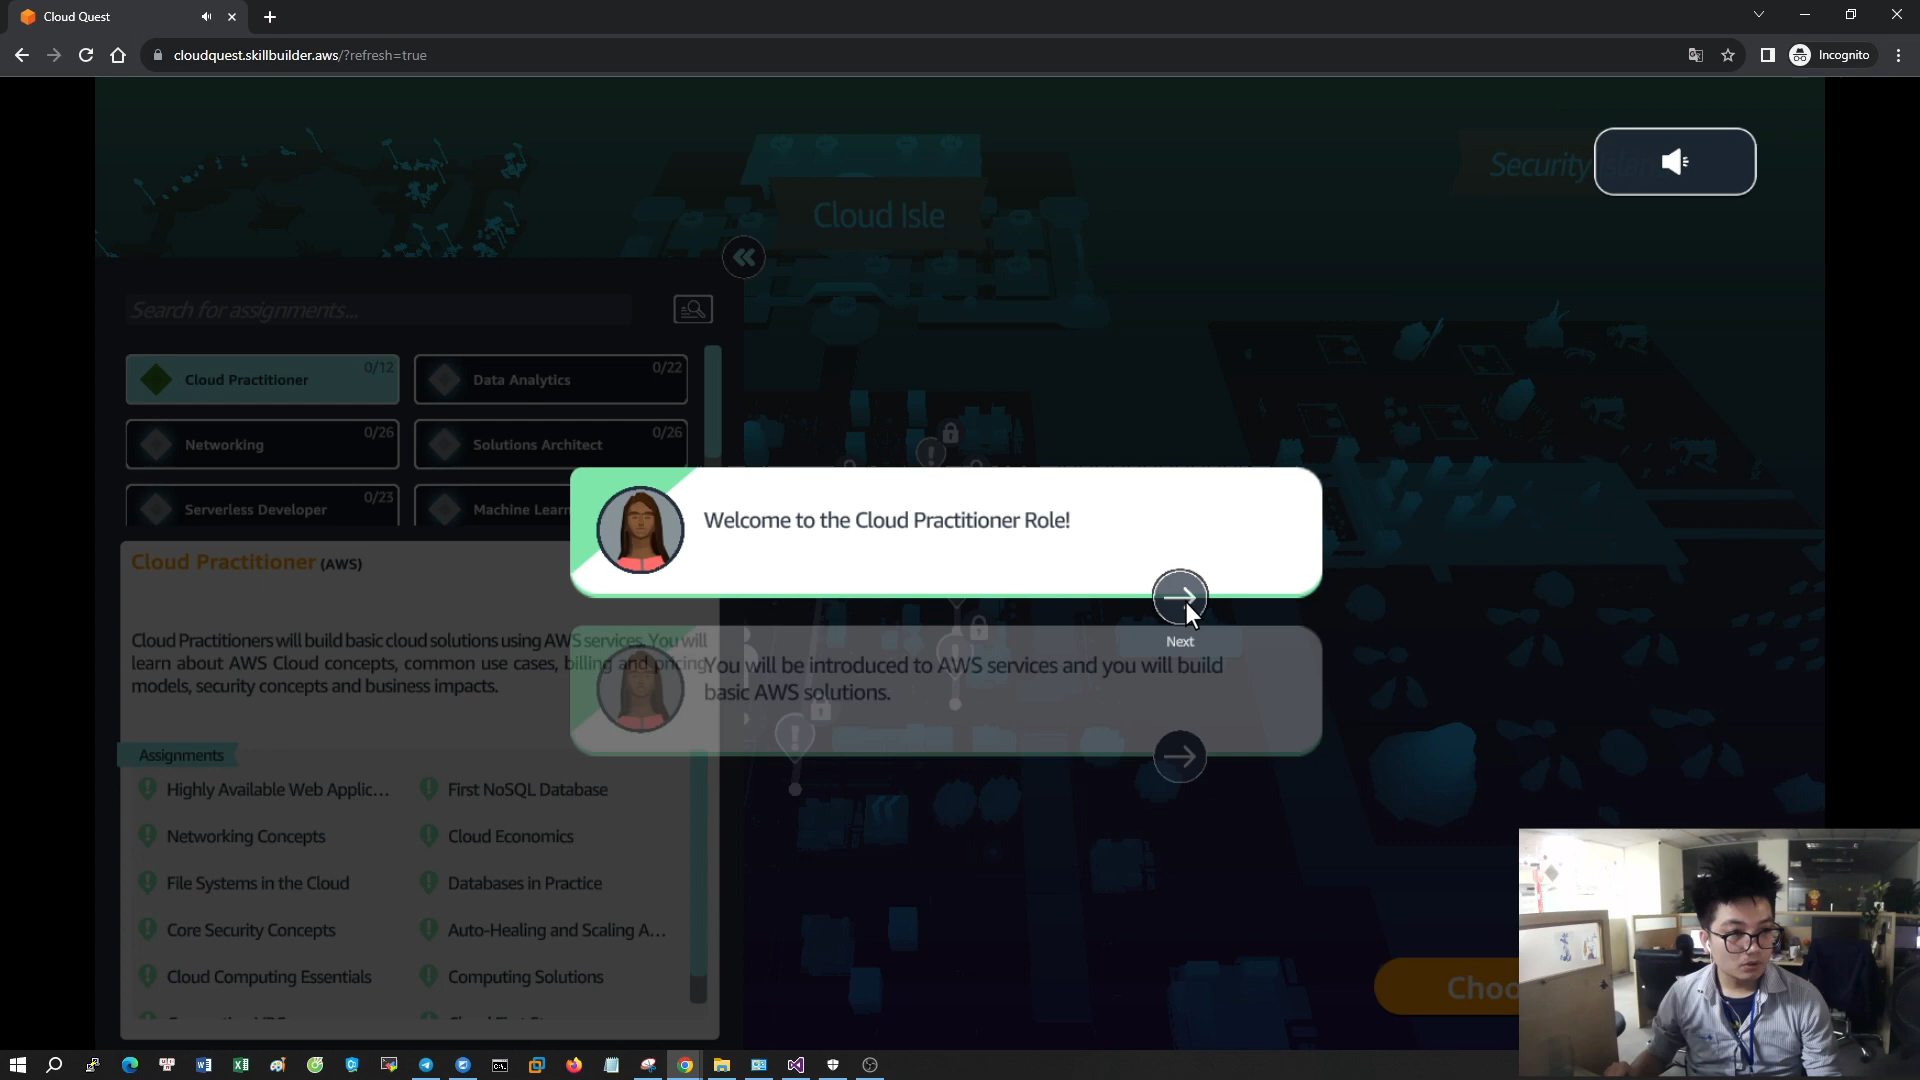 Cloud Quest
cloudquest.skillbuilder.aws/?refresh=true
Incognito
Cloud Isle
Security
Search for assignments...
Cloud Practitioner
0/12
Data Analytics
0/22
Networking
0/26
Solutions Architect
0/26
Serverless Developer
0/23
Machine Learn
Welcome to the Cloud Practitioner Role!
Next
You will be introduced to AWS services and you will build
basic AWS solutions.
Cloud Practitioner (AWS)
Cloud Practitioners will build basic cloud solutions using AWS services. You will
learn about AWS Cloud concepts, common use cases, billing and pricing
models, security concepts and business impacts.
Assignments
Highly Available Web Applic...
First NoSQL Database
Networking Concepts
Cloud Economics
File Systems in the Cloud
Databases in Practice
Core Security Concepts
Auto-Healing and Scaling A...
Cloud Computing Essentials
Computing Solutions
Choo